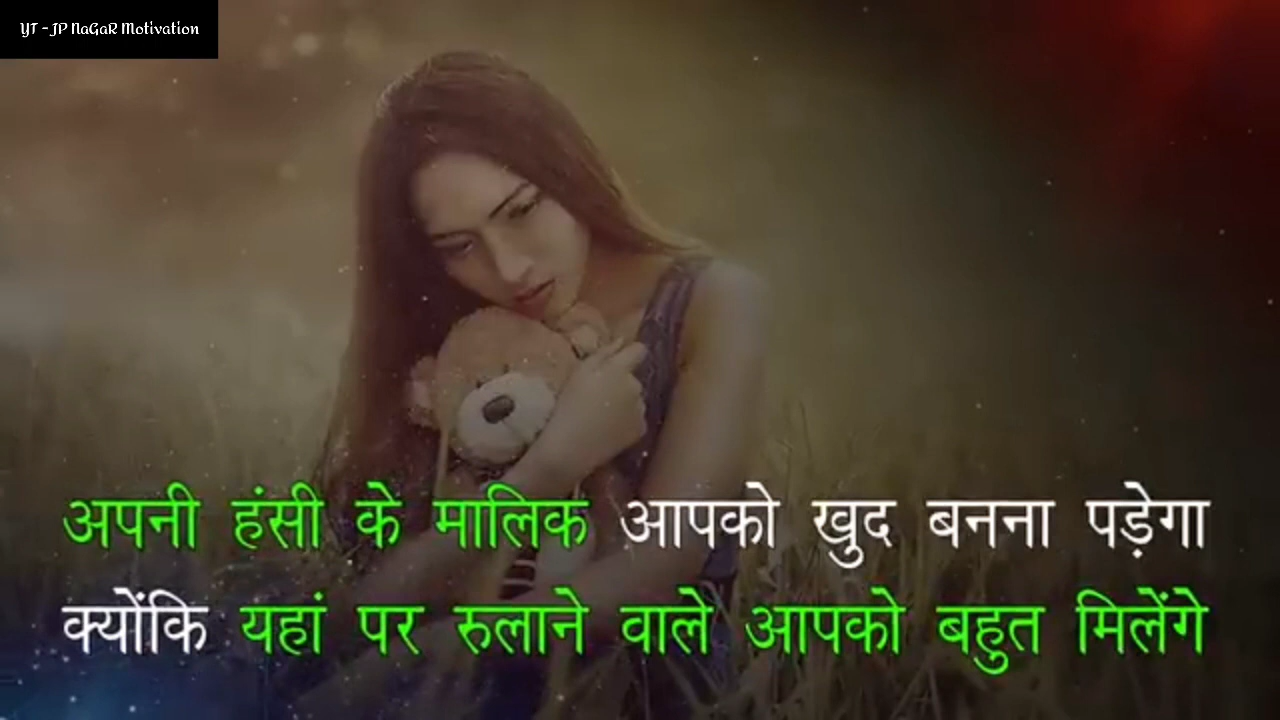 YT - JP NaGaR Motivation
अपनी हंसी के मालिक आपको खुद बनना पड़ेगा
क्योंकि यहां पर रुलाने वाले आपको बहुत मिलेंगे